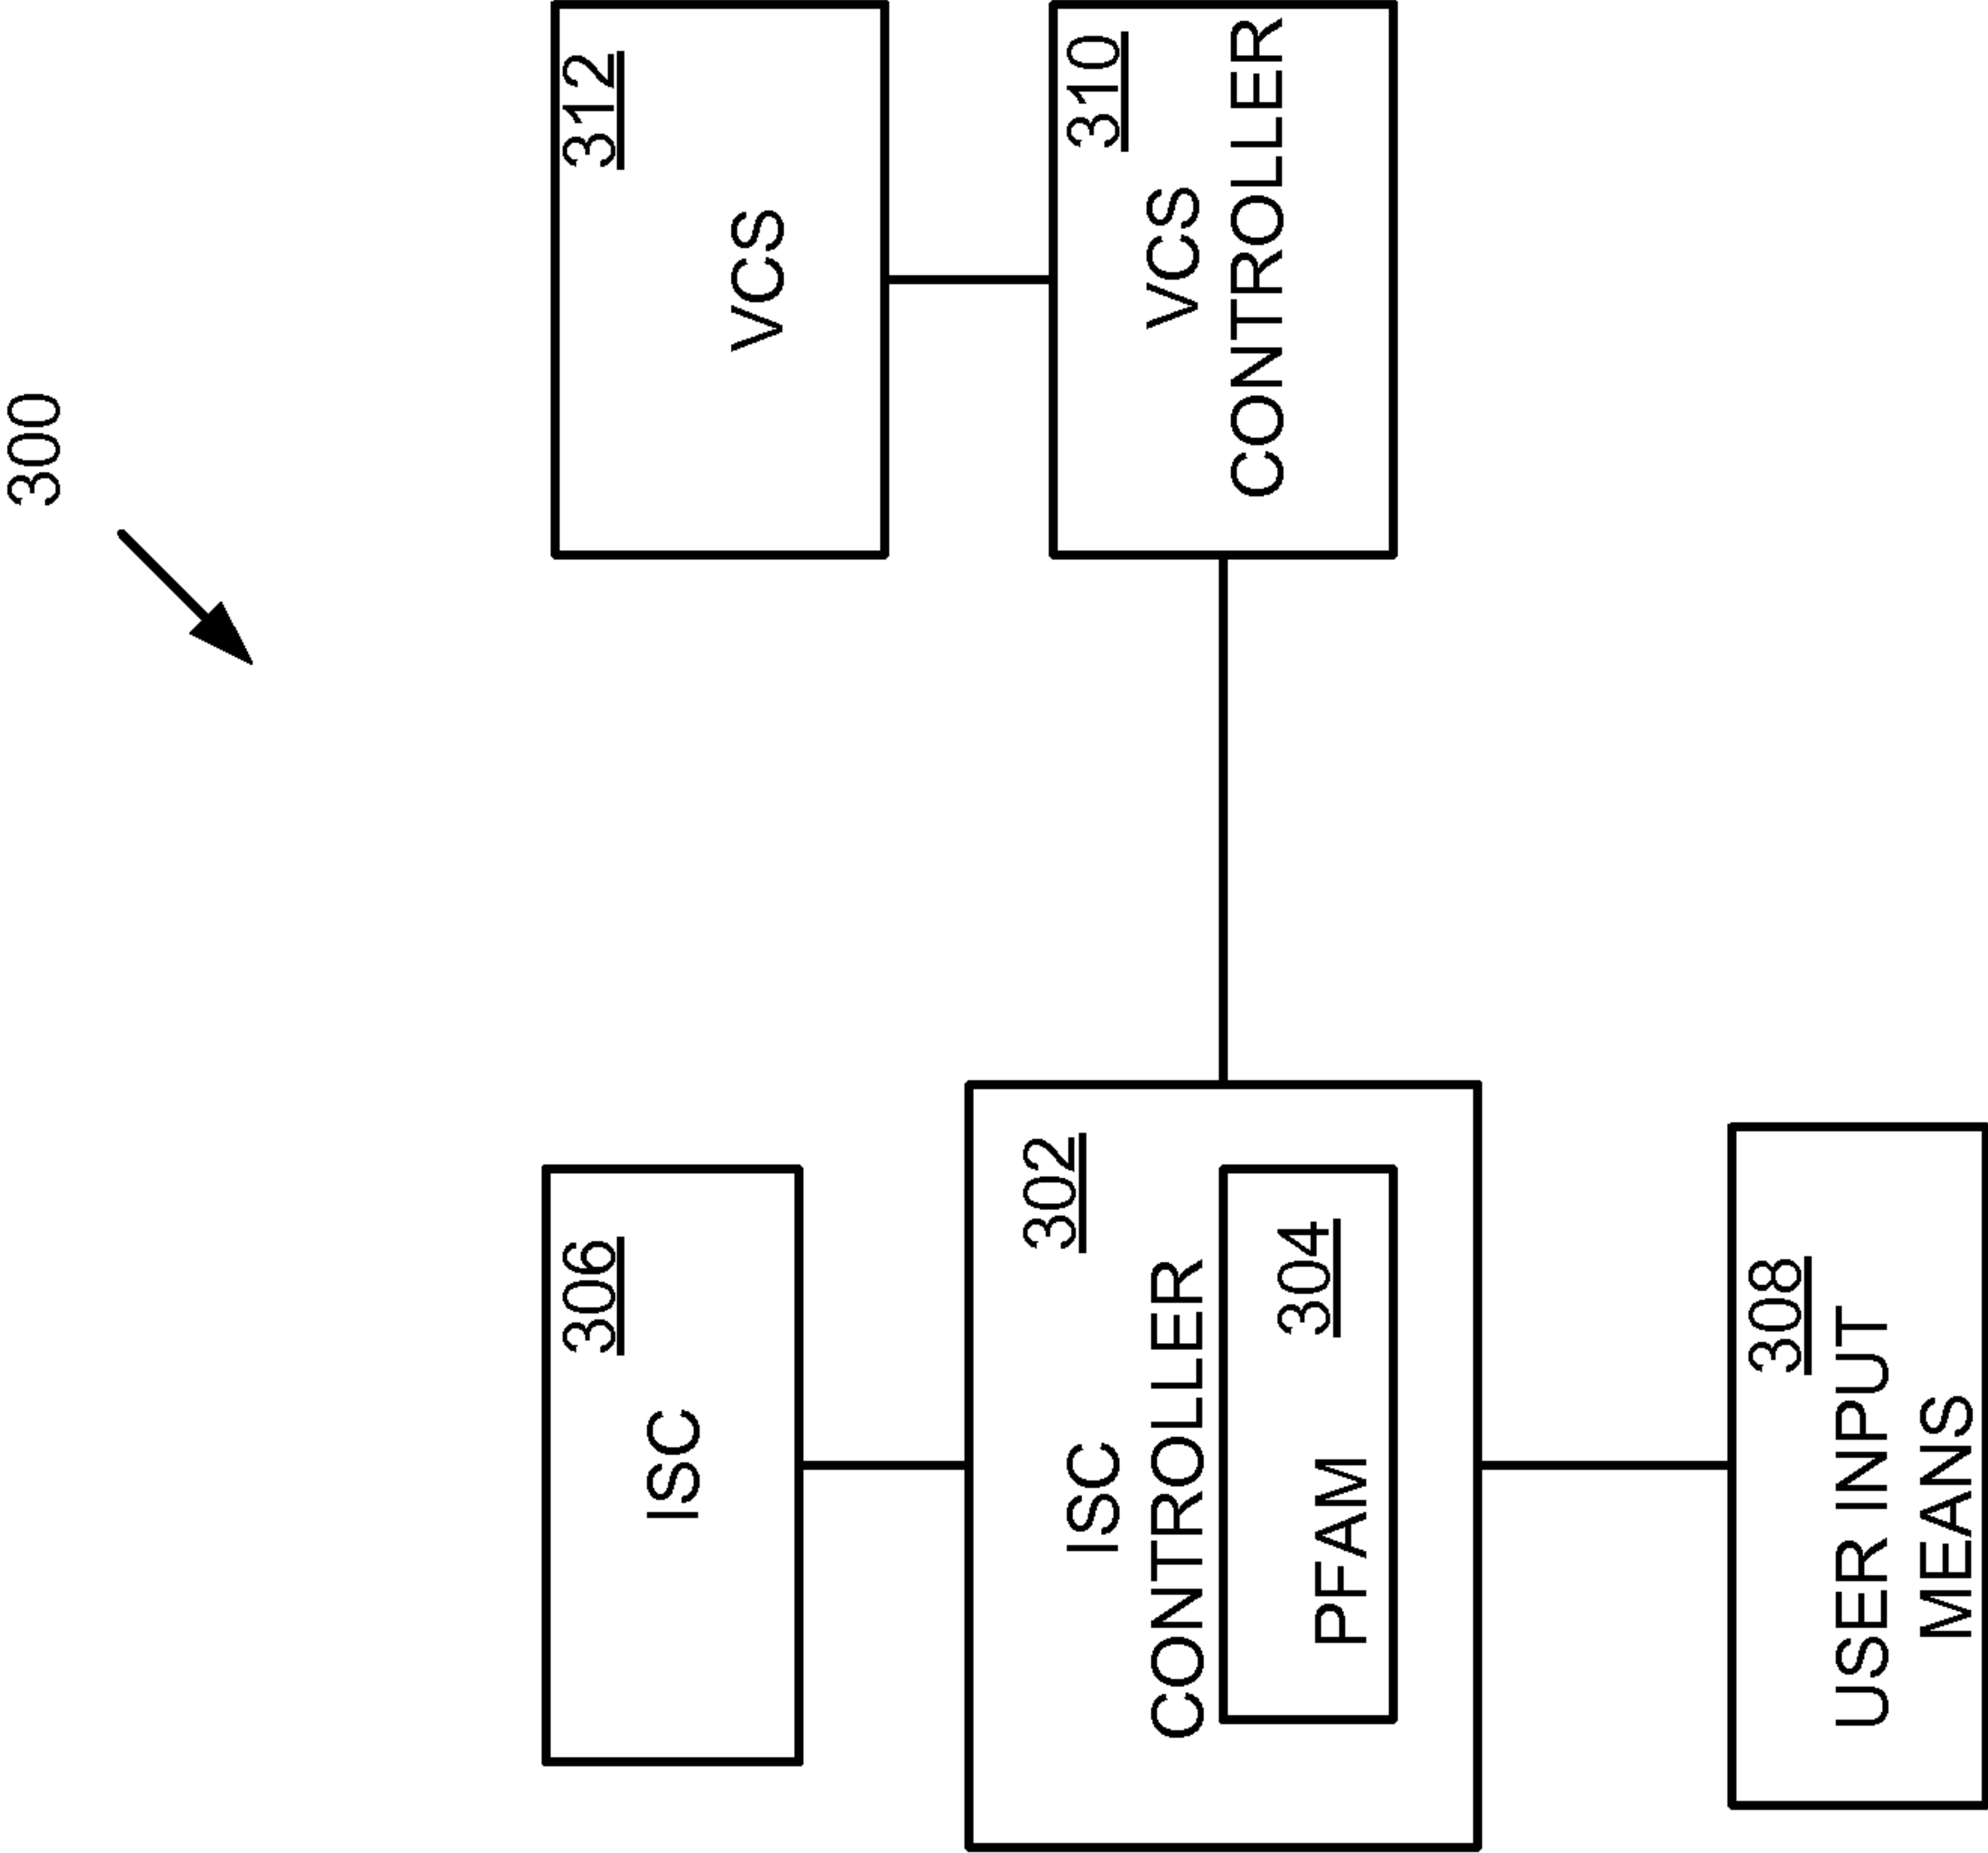 300
306
ISC
312
VCS
302
ISC
CONTROLLER
304
PFAM
310
VCS
CONTROLLER
308
USER INPUT
MEANS